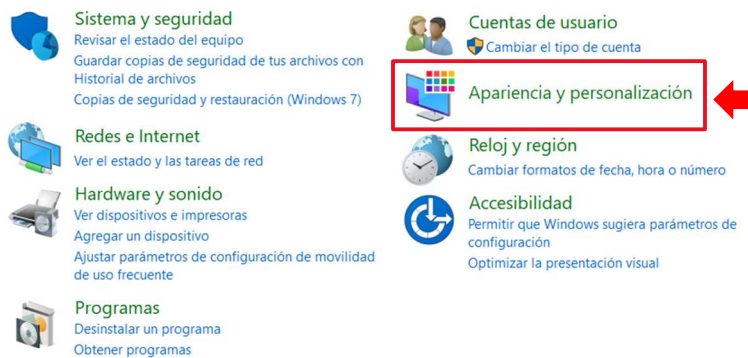 Sistema y seguridad
Revisar el estado del equipo
Guardar copias de seguridad de tus archivos con
Historial de archivos
Copias de seguridad y restauración (Windows 7)
Redes e Internet
Ver el estado y las tareas de red
Hardware y sonido
Ver dispositivos e impresoras
Agregar un dispositivo
Ajustar parámetros de configuración de movilidad
de uso frecuente
Programas
Desinstalar un programa
Obtener programas
Cuentas de usuario
Cambiar el tipo de cuenta
Apariencia y personalización
Reloj y región
Cambiar formatos de fecha, hora o número
Accesibilidad
Permitir que Windows sugiera parámetros de
configuración
Optimizar la presentación visual